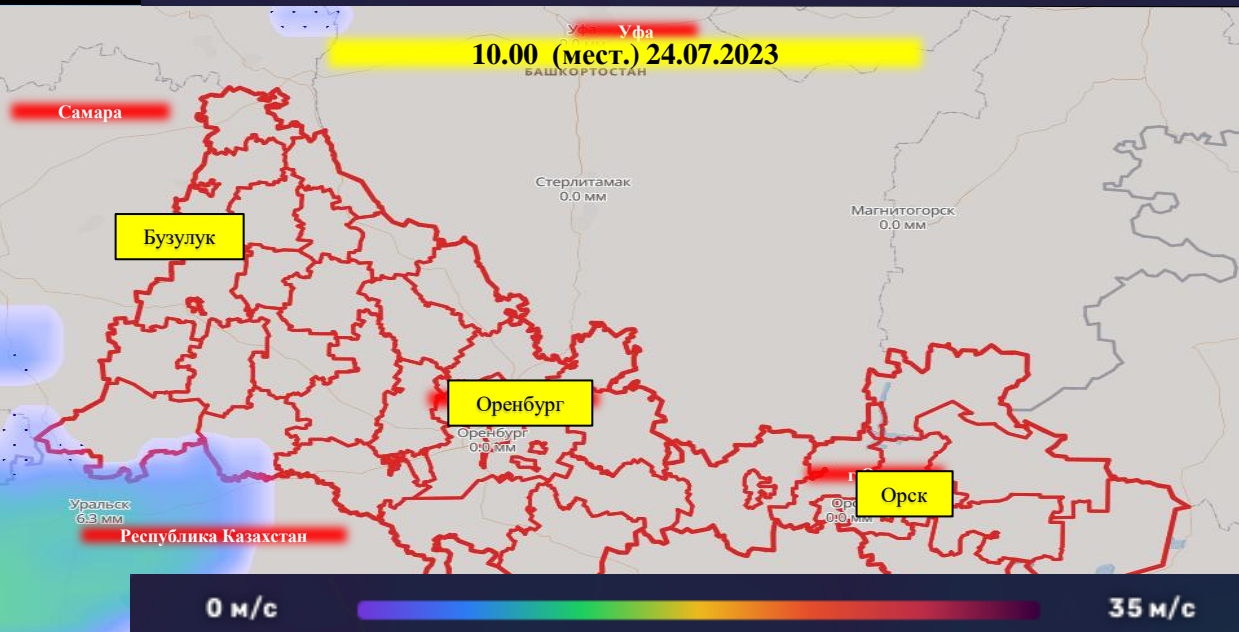 Уфа
10.00 (мест.) 24.07.2023
БАШКОРТОСТАН
Самара
Стерлитамак
0.0 мм
Магнитогорск
0.0 мм
Бузулук
Оренбург
Оренбург
0.0 мм
Орск
0.0 мм
Уральск
6.3 мм
Республика Казахстан
0 м/с
35 м/с